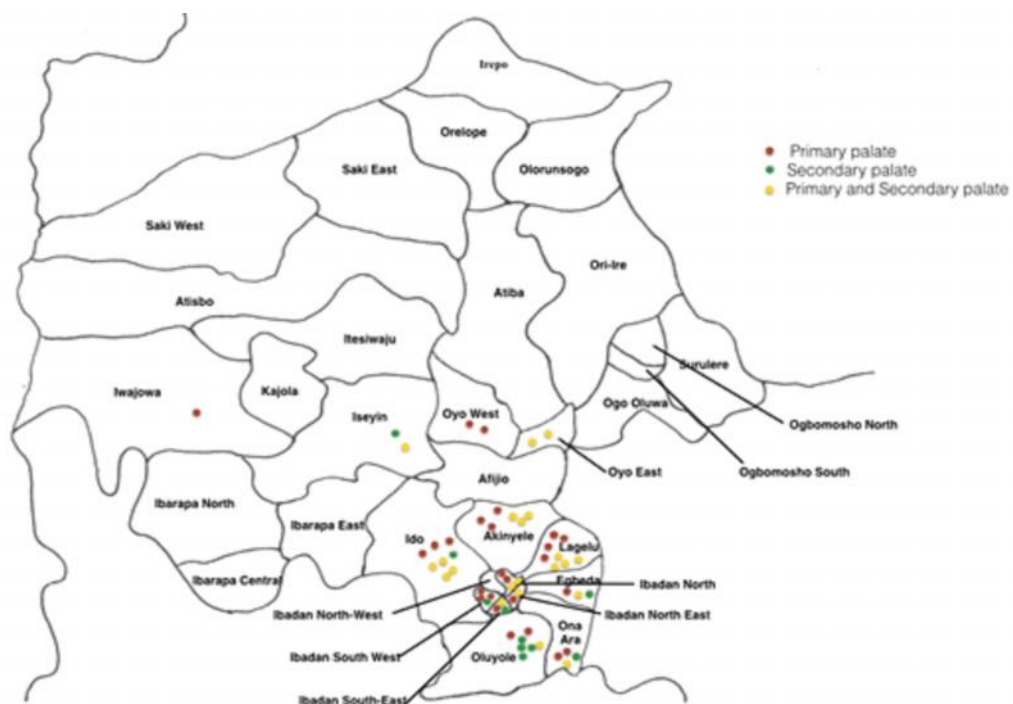 Irepo
Orelope
Saki East
Olorunsogo
Primary palate
Secondary palate
Primary and Secondary palate
Saki West
Ori-Ire
Atiba
Atisbo
Itesiwaju
Surulere
Iwajowa
Kajola
Ogo Oluwa
Iseyin
Oyo West
Ogbomosho North
Oyo East
Ogbomosho South
Afijio
Ibarapa North
Ibarapa East
Ido
Akinyele
Lagelu
Ibarapa Central
Egbeda
Ibadan North
Ibadan North-West
Ibadan North East
Ona
Ara
Ibadan South West
Oluyole
Ibadan South-East